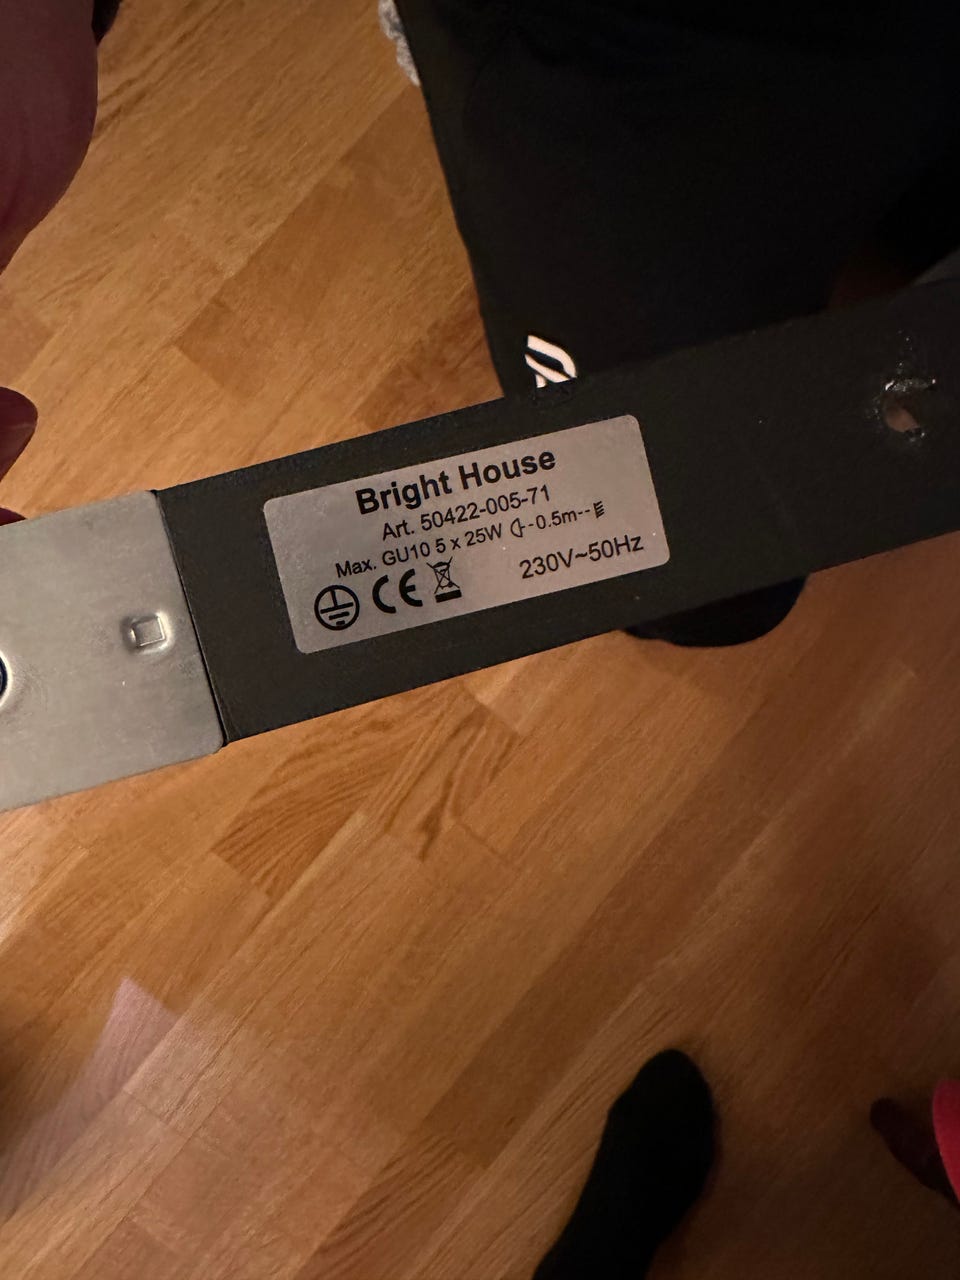 Bright House
Art. 50422-005-71
Max. GU10 5 x 25W -0.5m--
CE 230V~50Hz